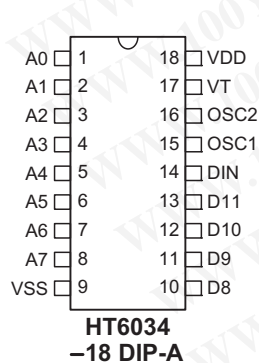 A0 1 18 VDD
A1 2 17 VT
A2 3 16 OSC2
A3 4 15 OSC1
A4 5 14 DIN
A5 6 13 D11
A6 7 12 D10
A7 8 11 D9
VSS 9 10 D8
HT6034
–18 DIP-A